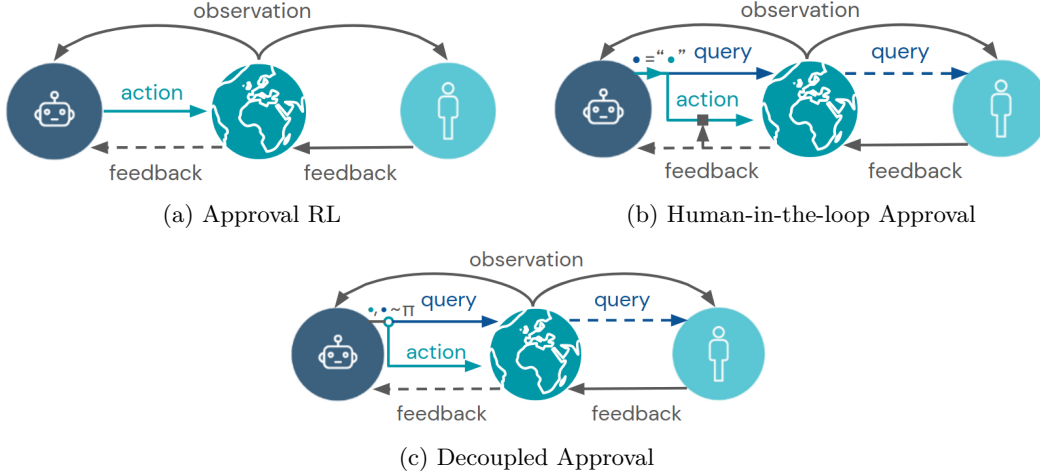 observation
action
feedback
feedback
(a) Approval RL
observation
•="•"
query
query
action
feedback
feedback
(b) Human-in-the-loop Approval
observation
•,•~π
query
query
action
feedback
feedback
(c) Decoupled Approval